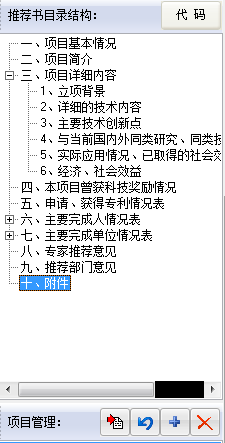 推荐书目录结构:
代 码
一、项目基本情况
二、项目简介
三、项目详细内容
1、立项背景
2、详细的技术内容
3、主要技术创新点
4、与当前国内外同类研究、同类技
5、实际应用情况、已取得的社会效
6、经济、社会效益
四、本项目曾获科技奖励情况
五、申请、获得专利情况表
六、主要完成人情况表
七、主要完成单位情况表
八、专家推荐意见
九、推荐部门意见
十、附件
项目管理: